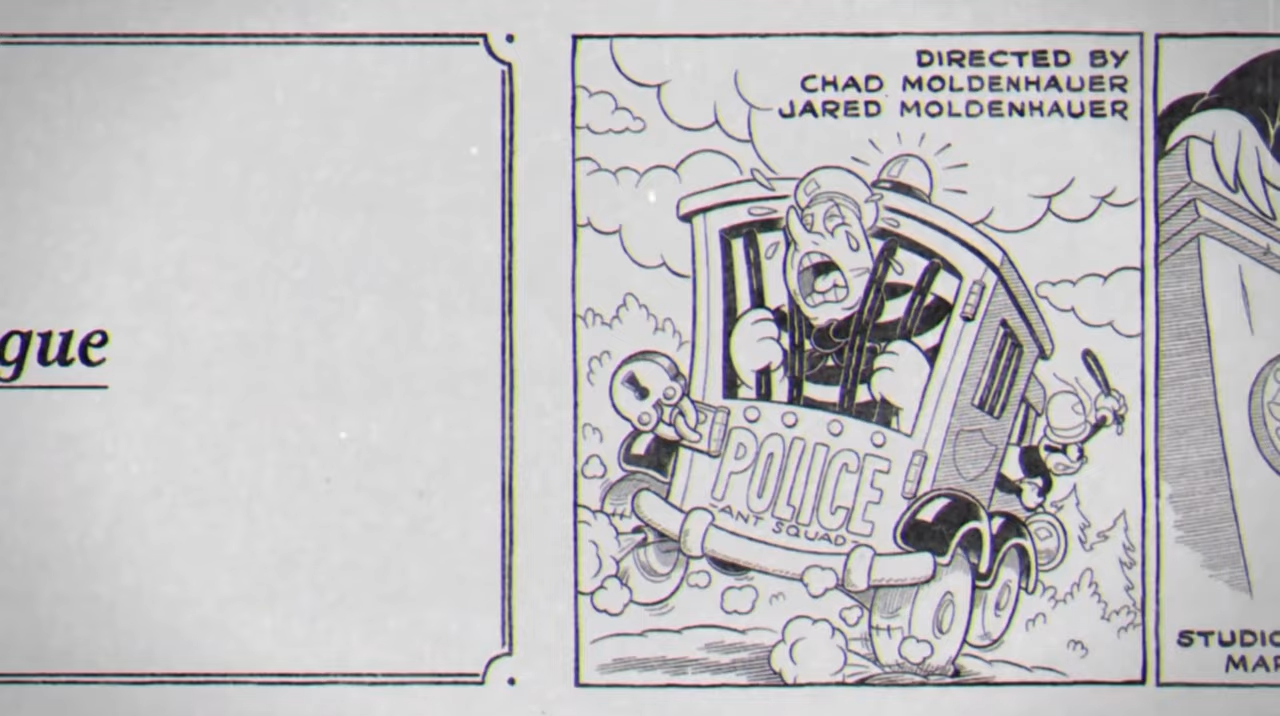 gue
DIRECTED BY
CHAD MOLDENHAUER
JARED MOLDENHAUER
POLICE
-ANT SQUAD-
STUDIO
MAR